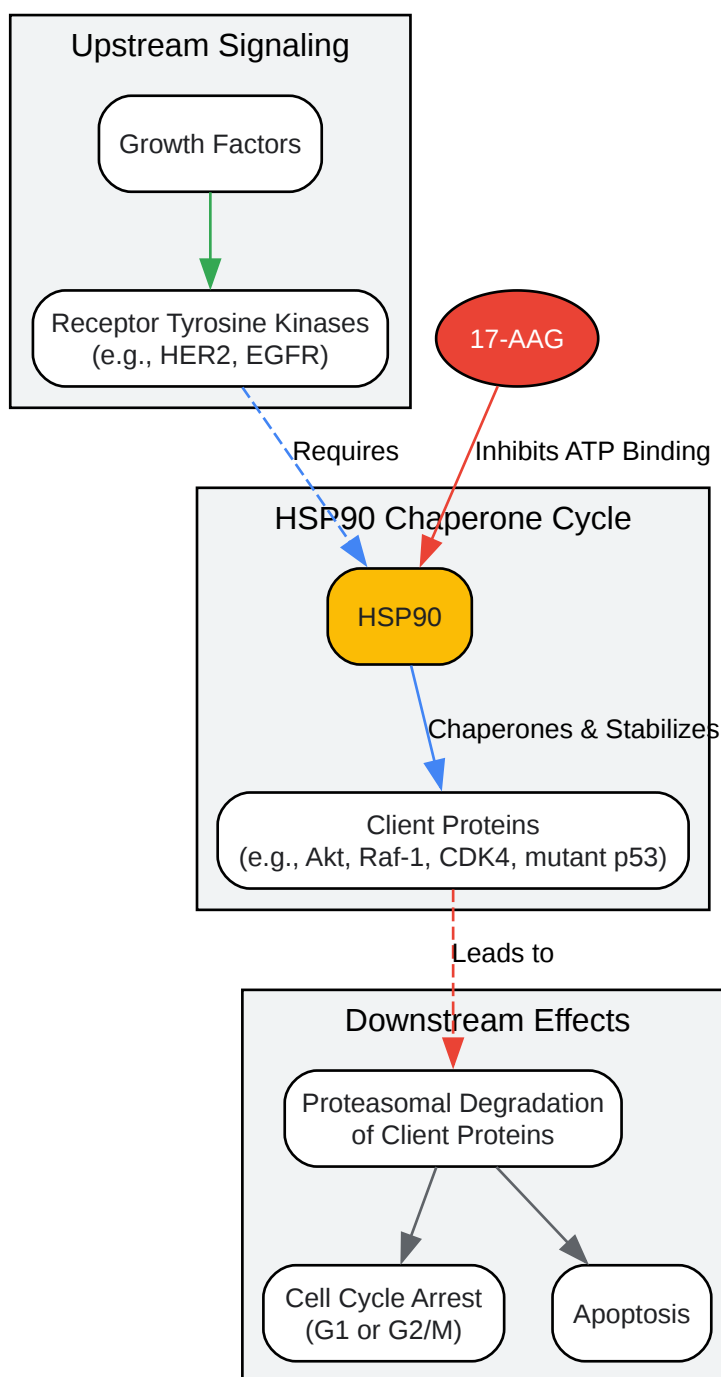 Upstream Signaling
Growth Factors
Receptor Tyrosine Kinases
(e.g., HER2, EGFR)
17-AAG
Requires
Inhibits ATP Binding
HSP90 Chaperone Cycle
HSP90
Chaperones & Stabilizes
Client Proteins
(e.g., Akt, Raf-1, CDK4, mutant p53)
Leads to
Downstream Effects
Proteasomal Degradation
of Client Proteins
Cell Cycle Arrest
(G1 or G2/M)
Apoptosis